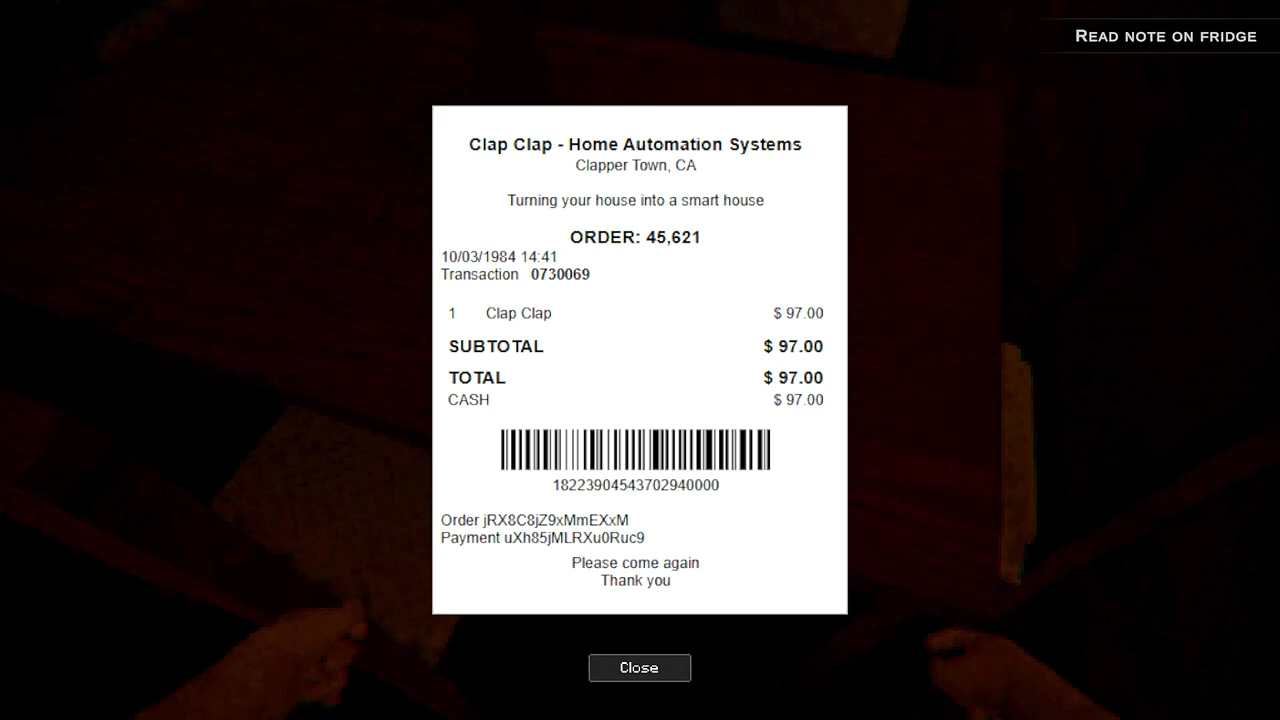 READ NOTE ON FRIDGE
Clap Clap - Home Automation Systems
Clapper Town, CA
Turning your house into a smart house
ORDER: 45,621
10/03/1984 14:41
Transaction 0730069
1 Clap Clap $ 97.00
SUBTOTAL $ 97.00
TOTAL $ 97.00
CASH $ 97.00
18223904543702940000
Order jRX8C8jZ9xMmEXxM
Payment uXh85jMLRXu0Ruc9
Please come again
Thank you
Close